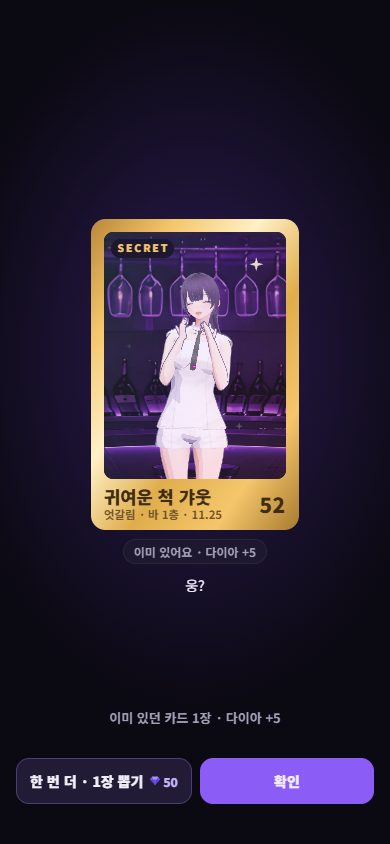 SECRET
귀여운 척 갸웃
엇갈림 · 바 1층 · 11.25
52
이미 있어요 · 다이아 +5
웅?
이미 있던 카드 1장 · 다이아 +5
한 번 더 · 1장 뽑기 50
확인